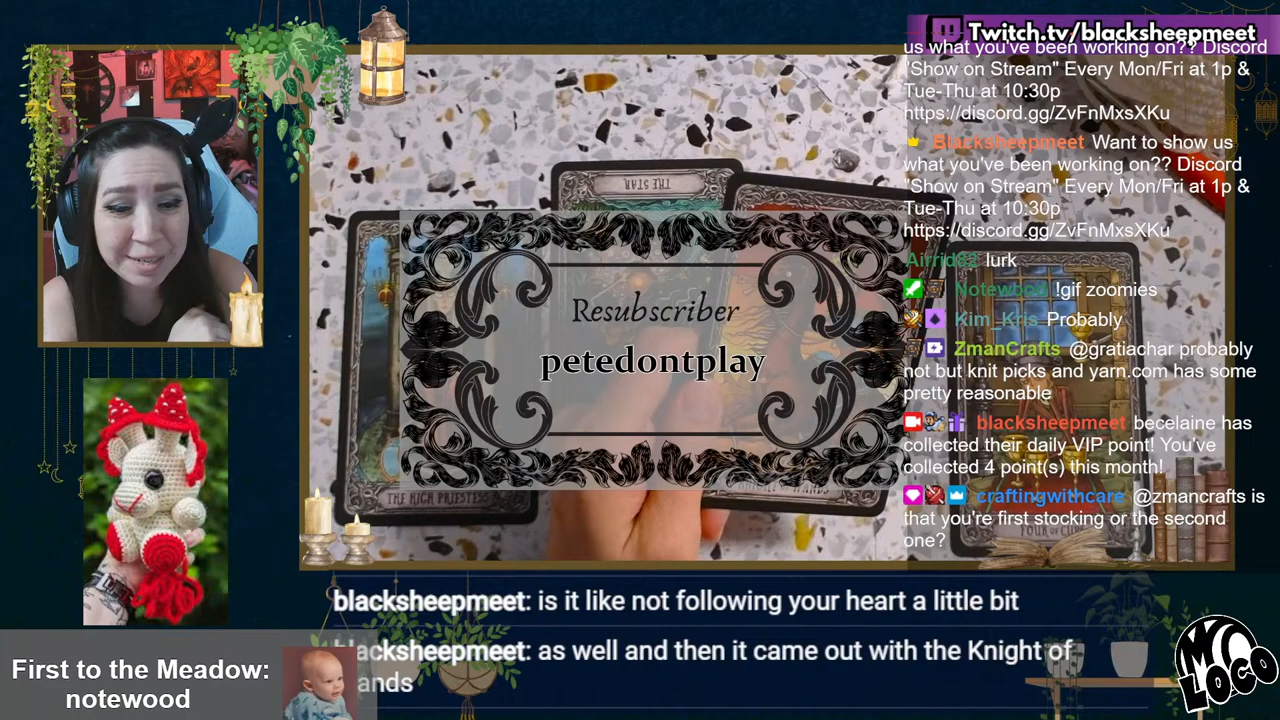 Twitch.tv/blacksheepmeet
us what you've been working on?? Discord
"Show on Stream" Every Mon/Fri at 1p &
Tue-Thu at 10:30p
https://discord.gg/ZvFnMxsXKu
Blacksheepmeet Want to show us
what you've been working on?? Discord
"Show on Stream" Every Mon/Fri at 1p &
Tue-Thu at 10:30p
https://discord.gg/ZvFnMxsXKu
Airrid82 lurk
Notewood !gif zoomies
Kim_Kris Probably
ZmanCrafts @gratiachar probably
not but knit picks and yarn.com has some
pretty reasonable
blacksheepmeet becelaine has
collected their daily VIP point! You've
collected 4 point(s) this month!
craftingwithcare @zmancrafts is
that you're first stocking or the second
one?
THE STAR
Resubscriber
petedontplay
THE HIGH PRIESTESS
FOUR OF
blacksheepmeet: is it like not following your heart a little bit
blacksheepmeet: as well and then it came out with the Knight of
ands
First to the Meadow:
notewood
MC
LOCO